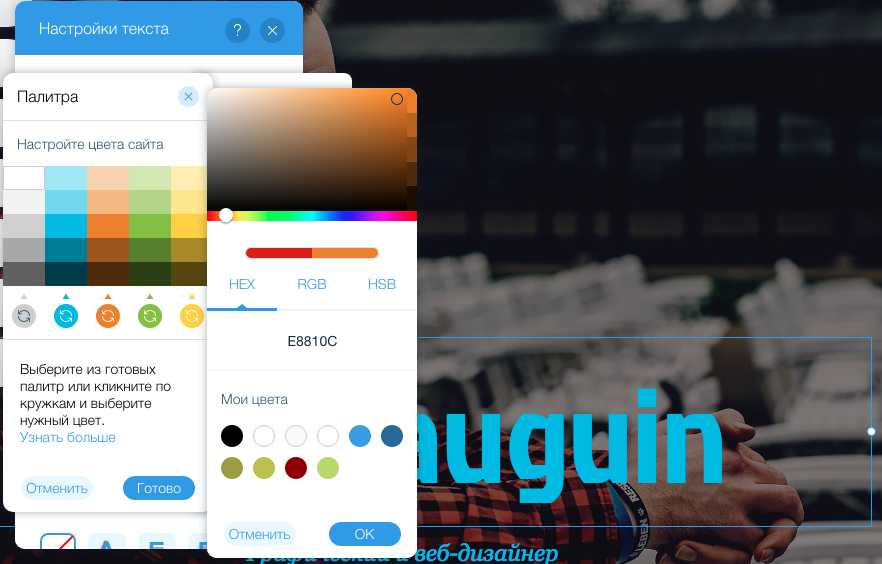 Настройки текста
?
Палитра
Настройте цвета сайта
HEX RGB HSB
E8810C
Выберите из готовых
палитр или кликните по
кружкам и выберите
нужный цвет.
Узнать больше
Мои цвета
Отменить Готово
Отменить OK
auguin
Графический и веб-дизайнер